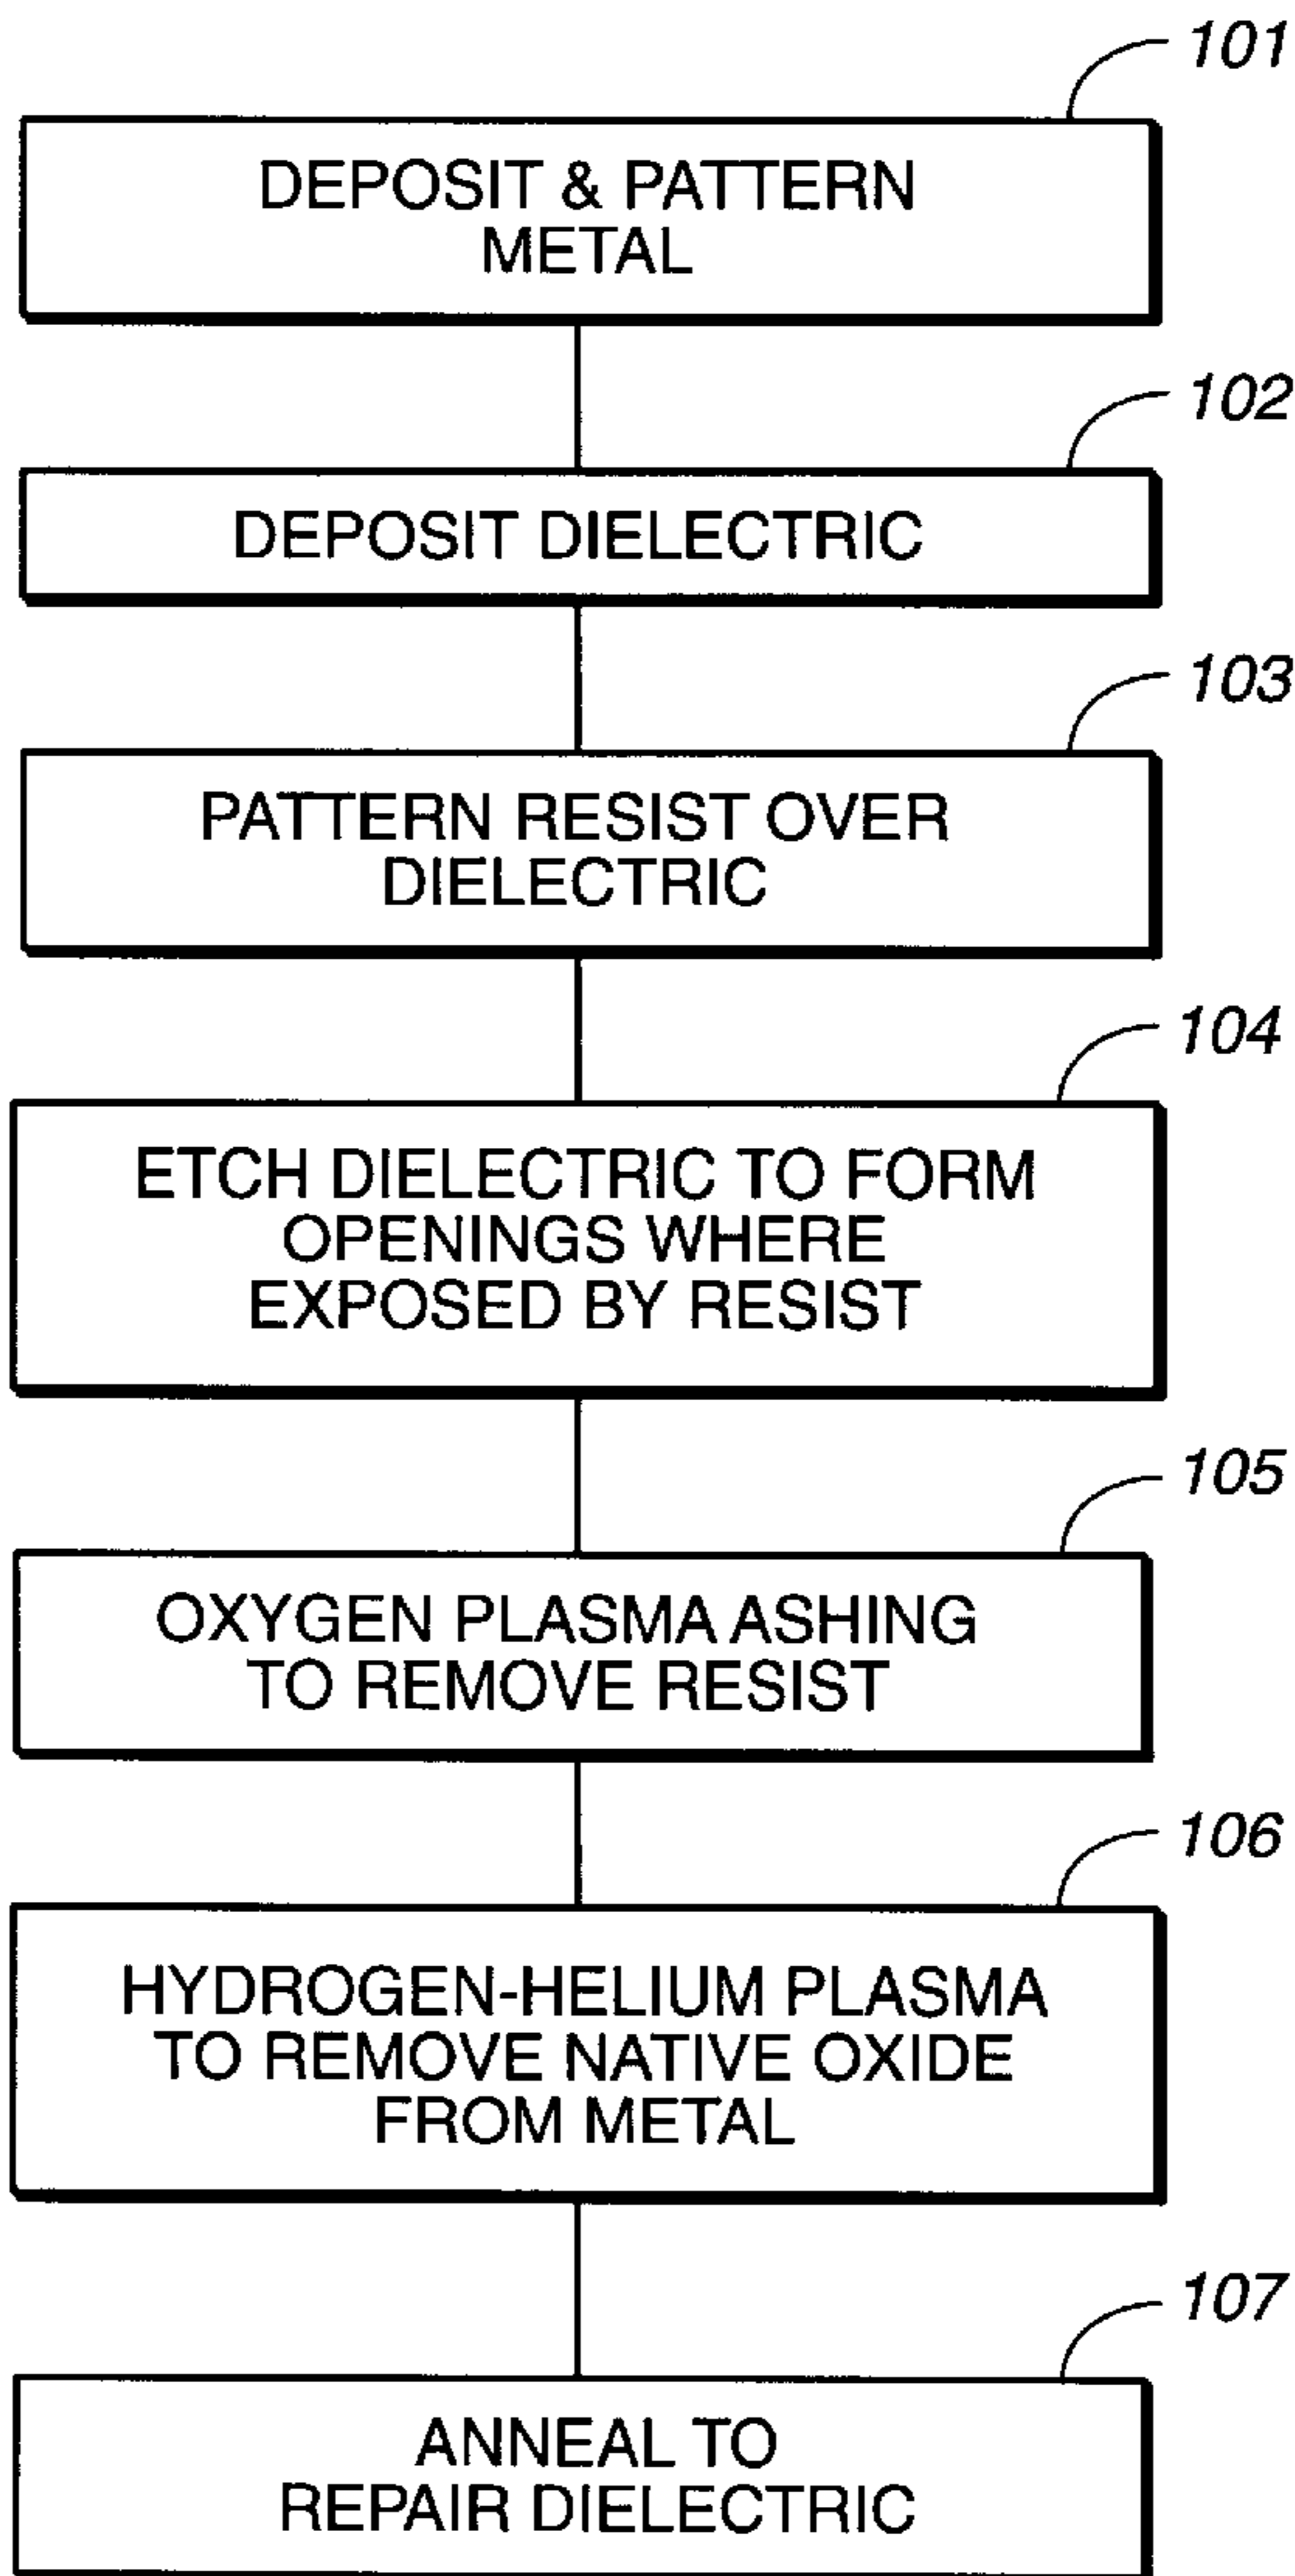 101
DEPOSIT & PATTERN
METAL
102
DEPOSIT DIELECTRIC
103
PATTERN RESIST OVER
DIELECTRIC
104
ETCH DIELECTRIC TO FORM
OPENINGS WHERE
EXPOSED BY RESIST
105
OXYGEN PLASMA ASHING
TO REMOVE RESIST
106
HYDROGEN-HELIUM PLASMA
TO REMOVE NATIVE OXIDE
FROM METAL
107
ANNEAL TO
REPAIR DIELECTRIC